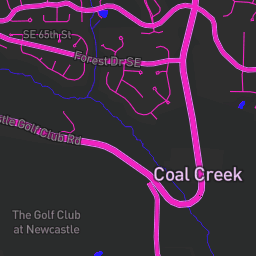 SE 65th St
Forest Dr SE
Golf Club Rd
Coal Creek
The Golf Club
at Newcastle